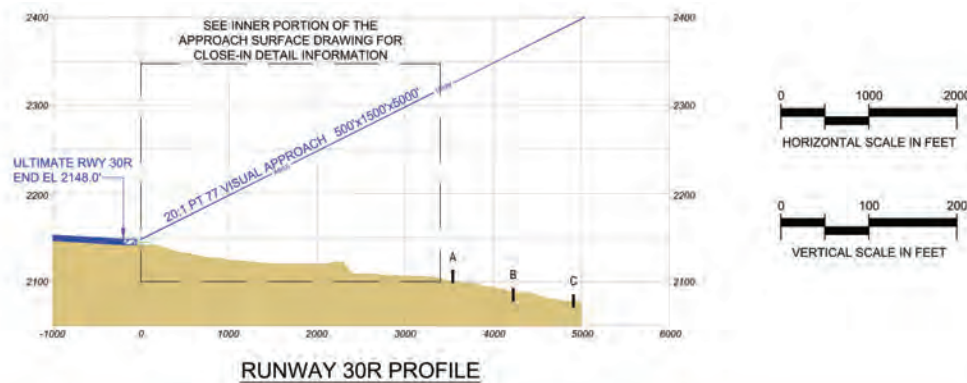 2400
2400
SEE INNER PORTION OF THE
APPROACH SURFACE DRAWING FOR
CLOSE-IN DETAIL INFORMATION
2300
2300
20:1 PT 77 VISUAL APPROACH 500'x1500'x5000'
ULTIMATE RWY 30R
END EL 2148.0'
2200
2200
2100
2100
A
B
C
-1000
0
1000
2000
3000
4000
5000
6000
RUNWAY 30R PROFILE
0
1000
2000
HORIZONTAL SCALE IN FEET
0
100
200
VERTICAL SCALE IN FEET